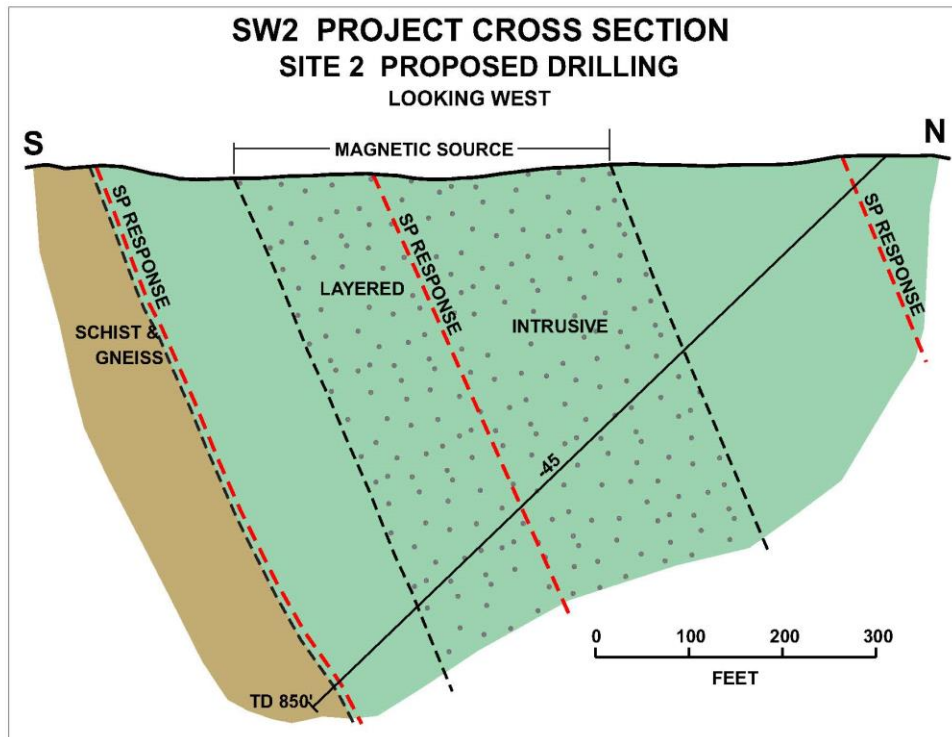 SW2 PROJECT CROSS SECTION
SITE 2 PROPOSED DRILLING
LOOKING WEST
S
N
MAGNETIC SOURCE
SP RESPONSE
SP RESPONSE
SP RESPONSE
LAYERED
INTRUSIVE
SCHIST &
GNEISS
-45
0 100 200 300
FEET
TD 850'